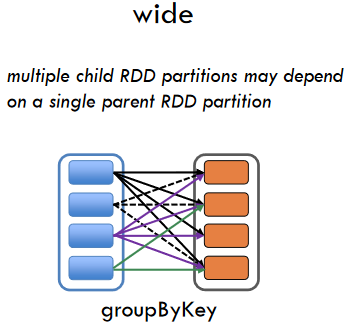 wide
multiple child RDD partitions may depend
on a single parent RDD partition
groupByKey